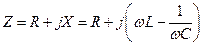 Z = R + jX = R + j(ωL − 1/ωC)